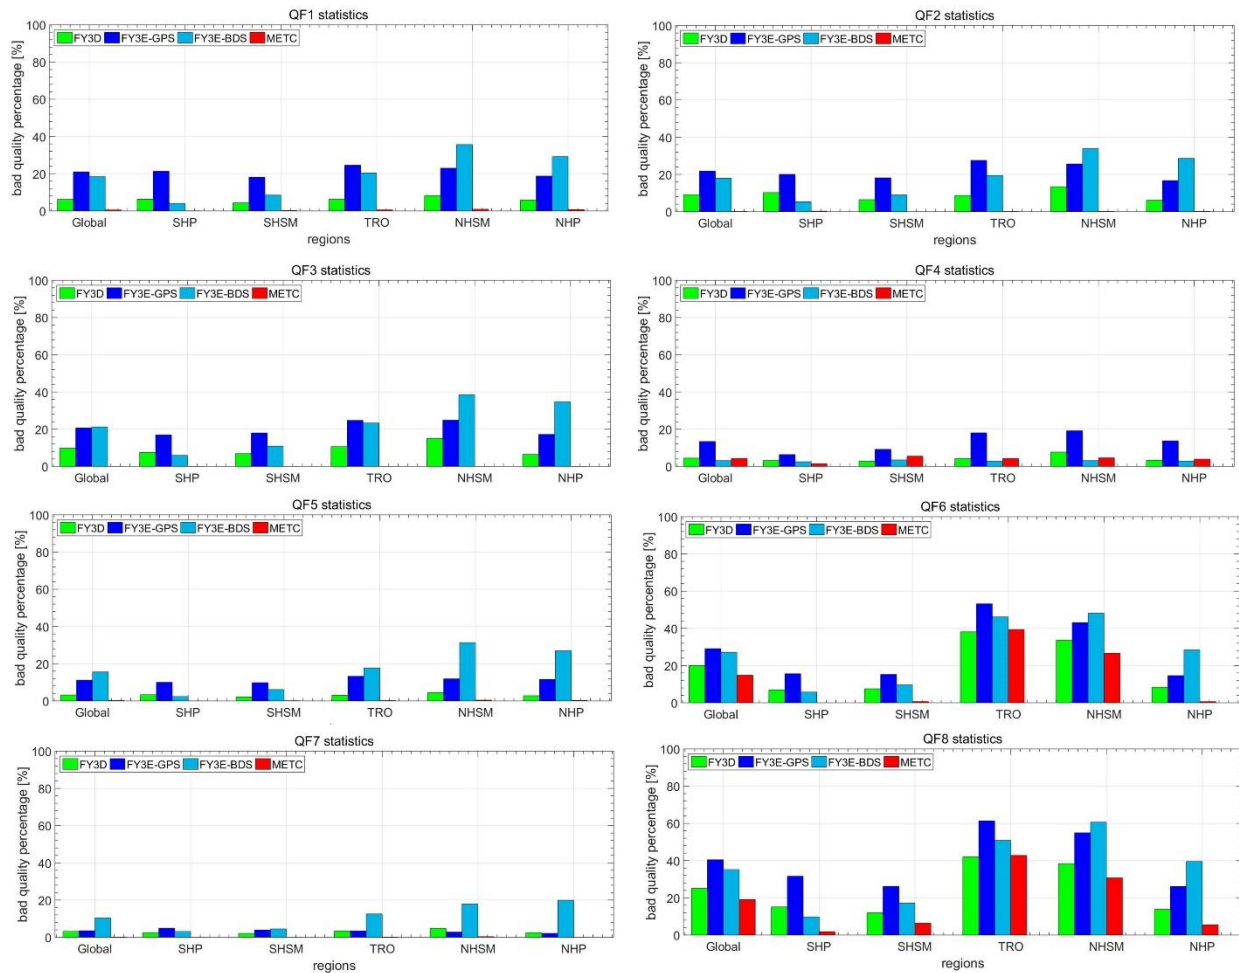 QF1 statistics
bad quality percentage [%]
100
80
60
40
20
0
FY3D FY3E-GPS FY3E-BDS METC
Global SHP SHSM TRO NHSM NHP
regions
QF2 statistics
bad quality percentage [%]
100
80
60
40
20
0
FY3D FY3E-GPS FY3E-BDS METC
Global SHP SHSM TRO NHSM NHP
regions
QF3 statistics
bad quality percentage [%]
100
80
60
40
20
0
FY3D FY3E-GPS FY3E-BDS METC
Global SHP SHSM TRO NHSM NHP
QF4 statistics
bad quality percentage [%]
100
80
60
40
20
0
FY3D FY3E-GPS FY3E-BDS METC
Global SHP SHSM TRO NHSM NHP
QF5 statistics
bad quality percentage [%]
100
80
60
40
20
0
FY3D FY3E-GPS FY3E-BDS METC
Global SHP SHSM TRO NHSM NHP
QF6 statistics
bad quality percentage [%]
100
80
60
40
20
0
FY3D FY3E-GPS FY3E-BDS METC
Global SHP SHSM TRO NHSM NHP
QF7 statistics
bad quality percentage [%]
100
80
60
40
20
0
FY3D FY3E-GPS FY3E-BDS METC
Global SHP SHSM TRO NHSM NHP
regions
QF8 statistics
bad quality percentage [%]
100
80
60
40
20
0
FY3D FY3E-GPS FY3E-BDS METC
Global SHP SHSM TRO NHSM NHP
regions